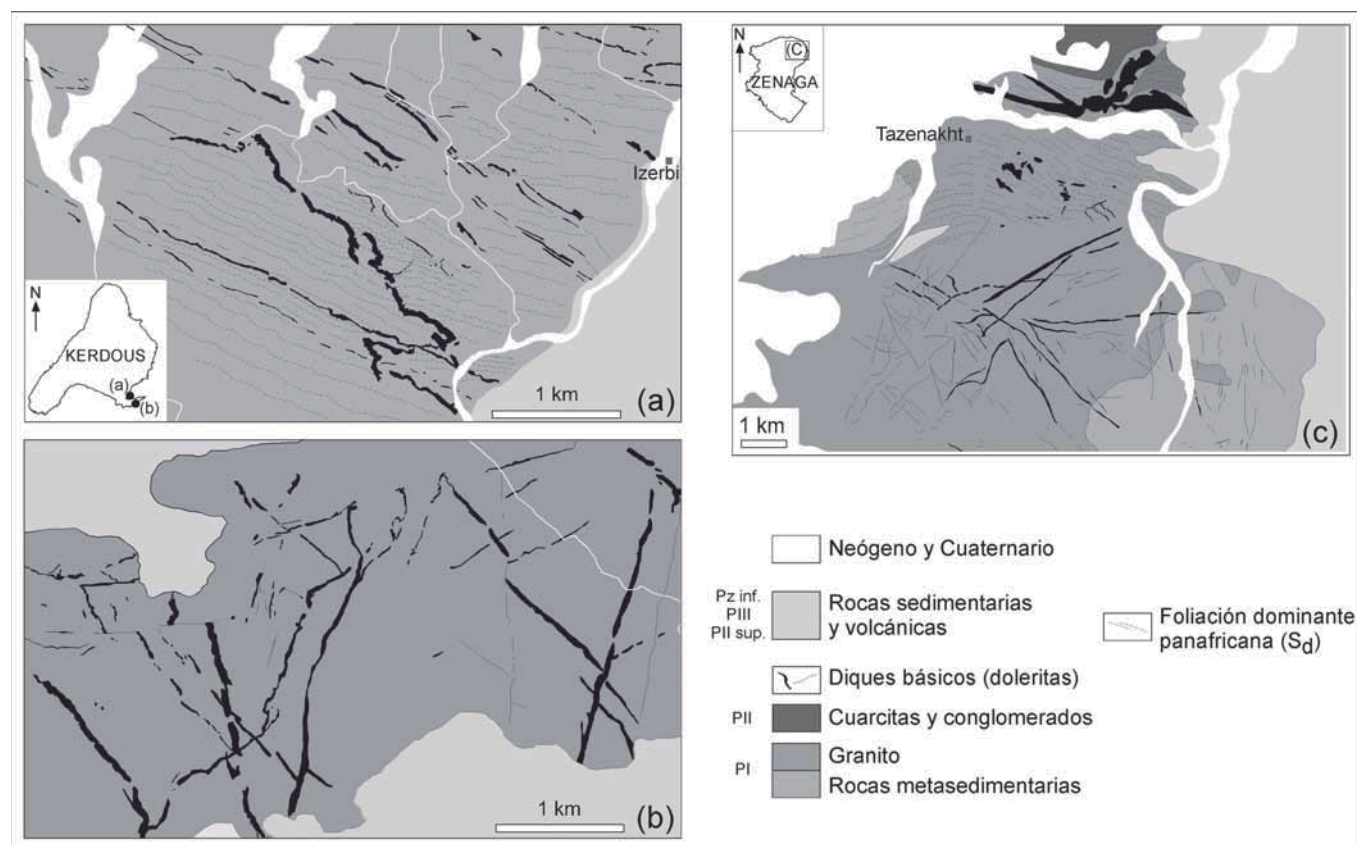 N
KERDOUS
(a)
(b)
Izerbi
1 km
(a)
1 km
(b)
N
(C)
ZENAGA
Tazenakht
1 km
(c)
Neógeno y Cuaternario
Pz inf.
PIII
PII sup.
Rocas sedimentarias
y volcánicas
Foliación dominante
panafricana (Sd)
Diques básicos (doleritas)
PII
Cuarcitas y conglomerados
PI
Granito
Rocas metasedimentarias